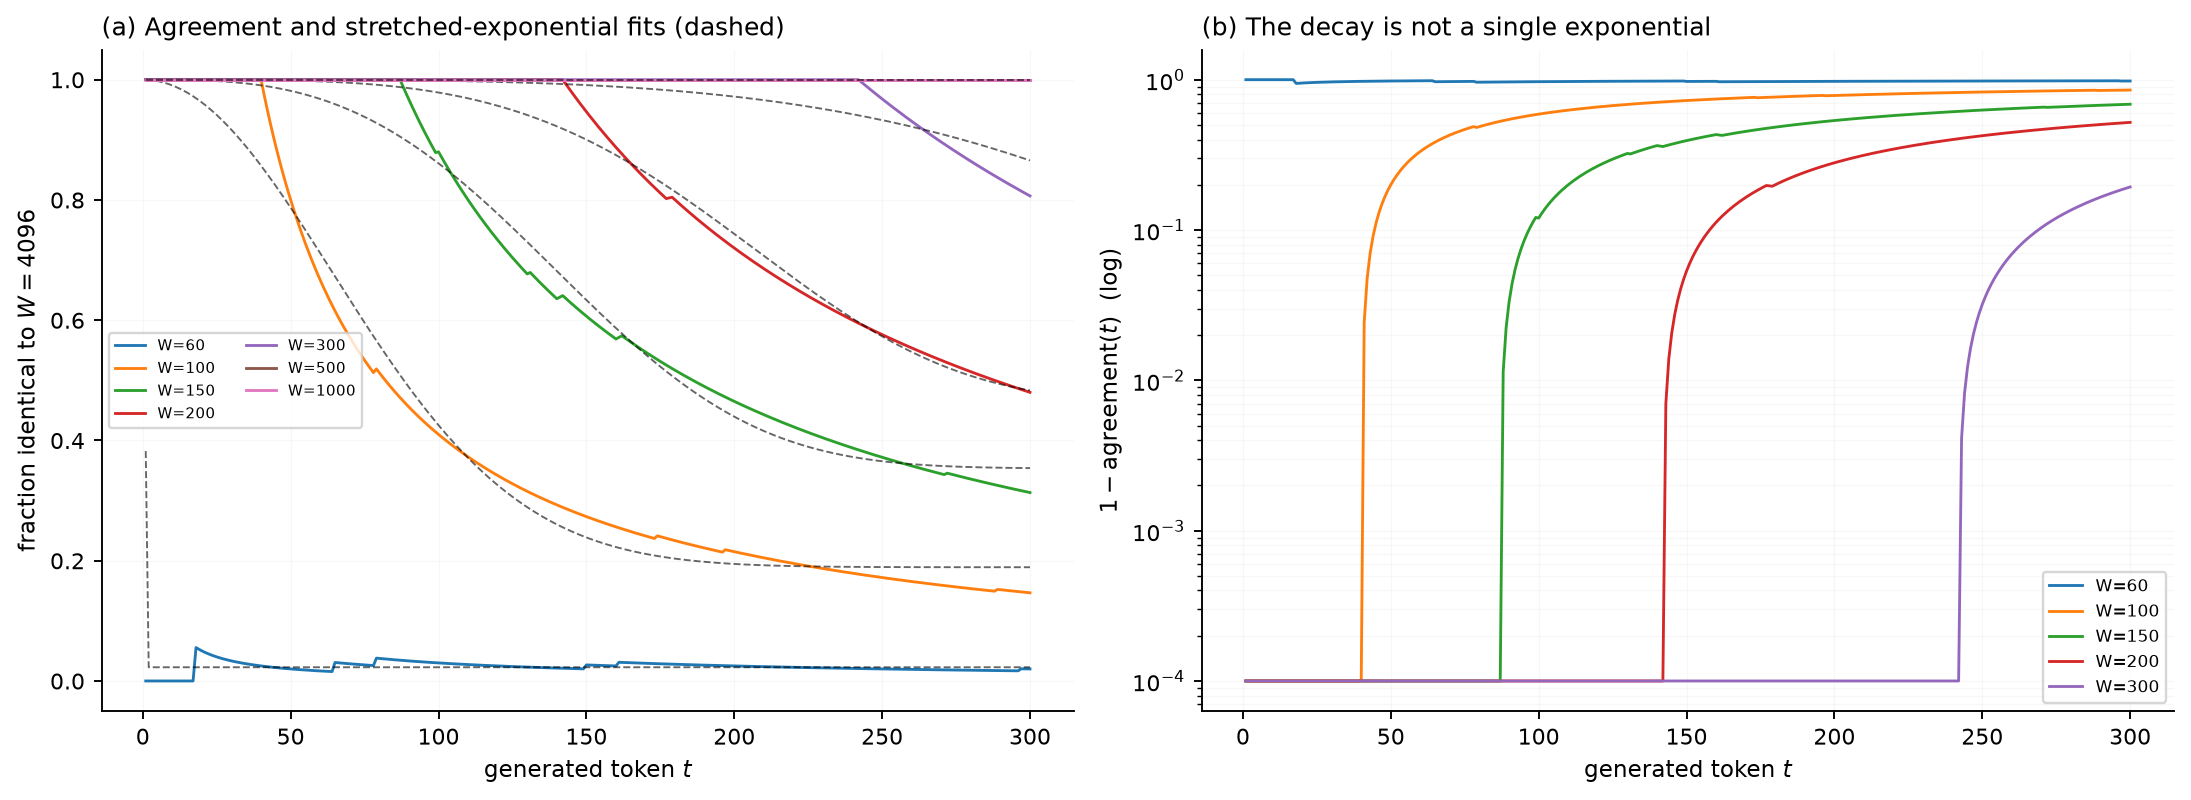 (a) Agreement and stretched-exponential fits (dashed)
fraction identical to W = 4096
1.0
0.8
0.6
0.4
0.2
0.0
W=60
W=100
W=150
W=200
W=300
W=500
W=1000
0 50 100 150 200 250 300
generated token t
(b) The decay is not a single exponential
1 − agreement(t) (log)
10⁰
10⁻¹
10⁻²
10⁻³
10⁻⁴
W=60
W=100
W=150
W=200
W=300
0 50 100 150 200 250 300
generated token t